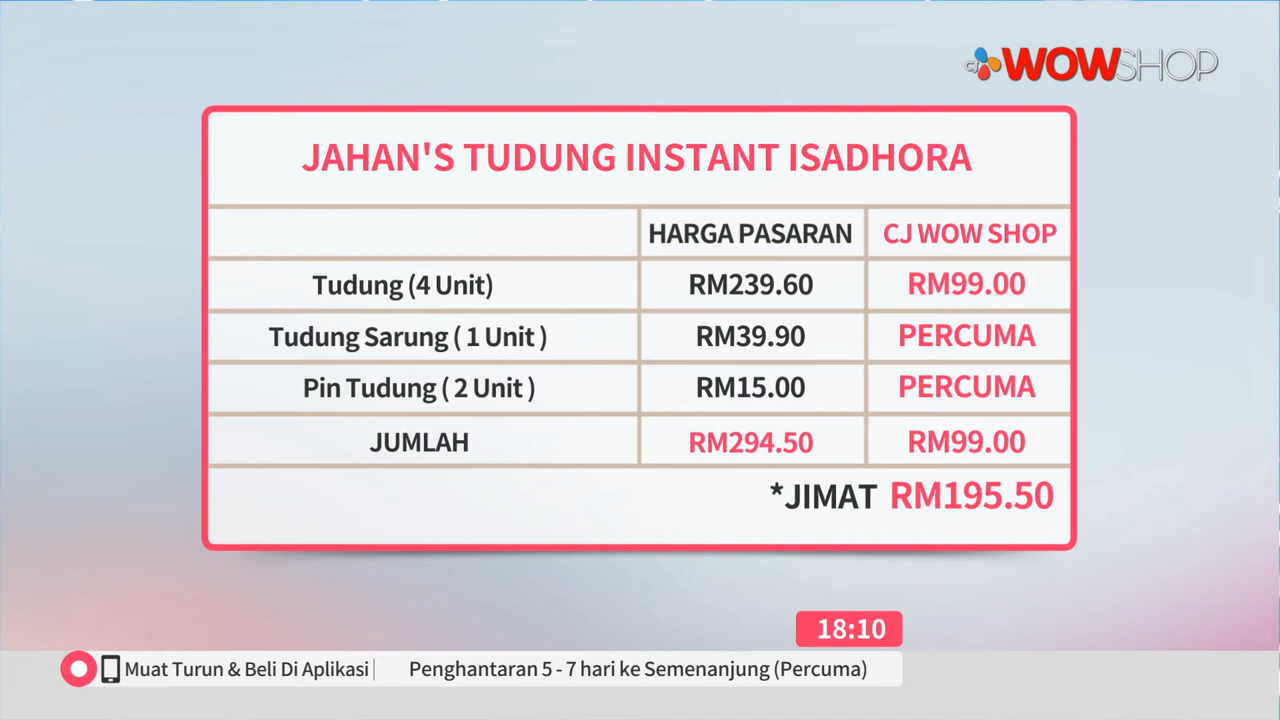 CJ WOWSHOP
JAHAN'S TUDUNG INSTANT ISADHORA
HARGA PASARAN CJ WOW SHOP
Tudung (4 Unit) RM239.60 RM99.00
Tudung Sarung ( 1 Unit ) RM39.90 PERCUMA
Pin Tudung ( 2 Unit ) RM15.00 PERCUMA
JUMLAH RM294.50 RM99.00
*JIMAT RM195.50
18:10
Muat Turun & Beli Di Aplikasi Penghantaran 5 - 7 hari ke Semenanjung (Percuma)